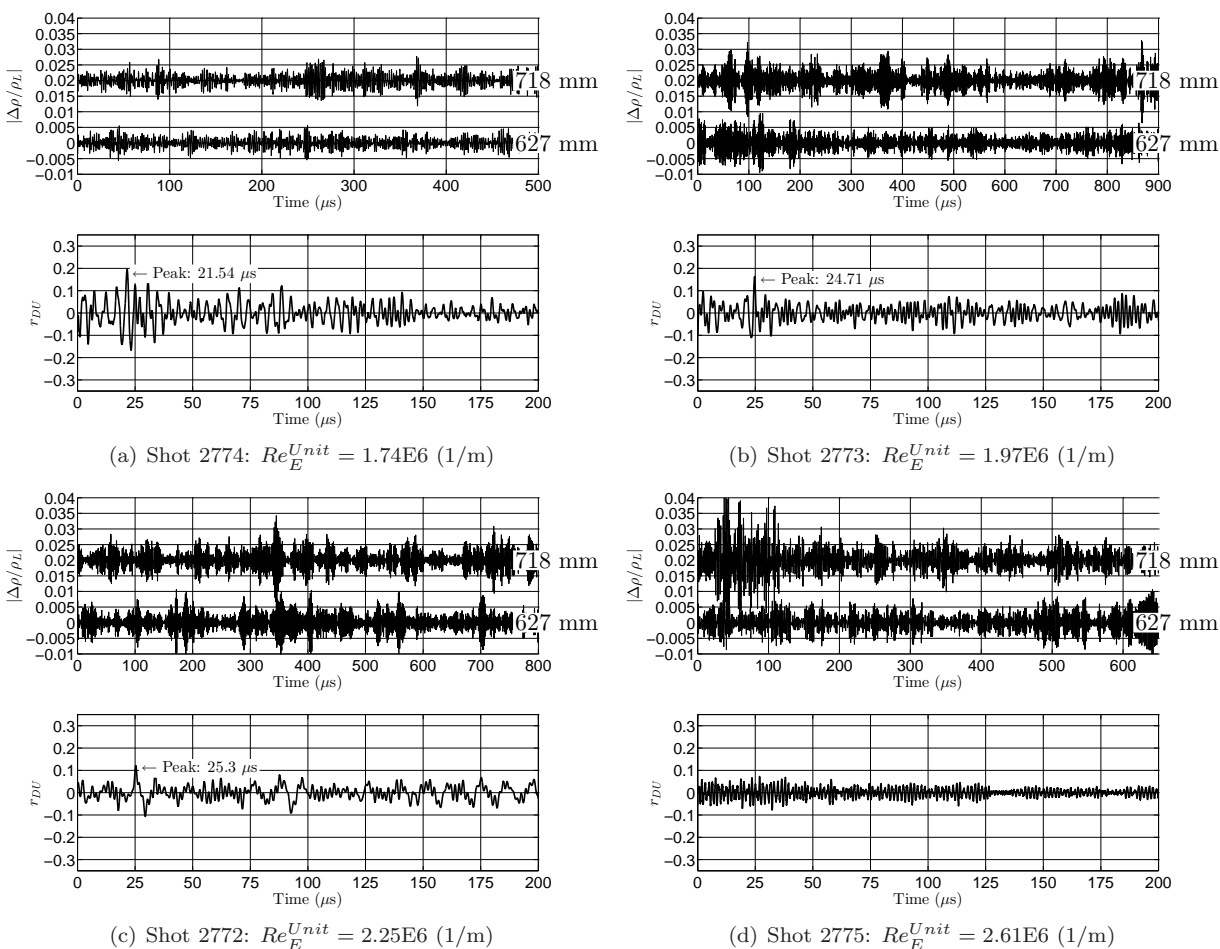 0.04
0.035
0.03
0.025
0.02
0.015
0.01
0.005
0
−0.005
−0.01
|Δρ/ρL|
718 mm
627 mm
0 100 200 300 400 500
Time (μs)
0.3
0.2
0.1
0
−0.1
−0.2
−0.3
rDU
← Peak: 21.54 μs
0 25 50 75 100 125 150 175 200
Time (μs)
(a) Shot 2774: Re_E^Unit = 1.74E6 (1/m)
0.04
0.035
0.03
0.025
0.02
0.015
0.01
0.005
0
−0.005
−0.01
|Δρ/ρL|
718 mm
627 mm
0 100 200 300 400 500 600 700 800 900
Time (μs)
0.3
0.2
0.1
0
−0.1
−0.2
−0.3
rDU
← Peak: 24.71 μs
0 25 50 75 100 125 150 175 200
Time (μs)
(b) Shot 2773: Re_E^Unit = 1.97E6 (1/m)
0.04
0.035
0.03
0.025
0.02
0.015
0.01
0.005
0
−0.005
−0.01
|Δρ/ρL|
718 mm
627 mm
0 100 200 300 400 500 600 700 800
Time (μs)
0.3
0.2
0.1
0
−0.1
−0.2
−0.3
rDU
← Peak: 25.3 μs
0 25 50 75 100 125 150 175 200
Time (μs)
(c) Shot 2772: Re_E^Unit = 2.25E6 (1/m)
0.04
0.035
0.03
0.025
0.02
0.015
0.01
0.005
0
−0.005
−0.01
|Δρ/ρL|
718 mm
627 mm
0 100 200 300 400 500 600
Time (μs)
0.3
0.2
0.1
0
−0.1
−0.2
−0.3
rDU
0 25 50 75 100 125 150 175 200
Time (μs)
(d) Shot 2775: Re_E^Unit = 2.61E6 (1/m)